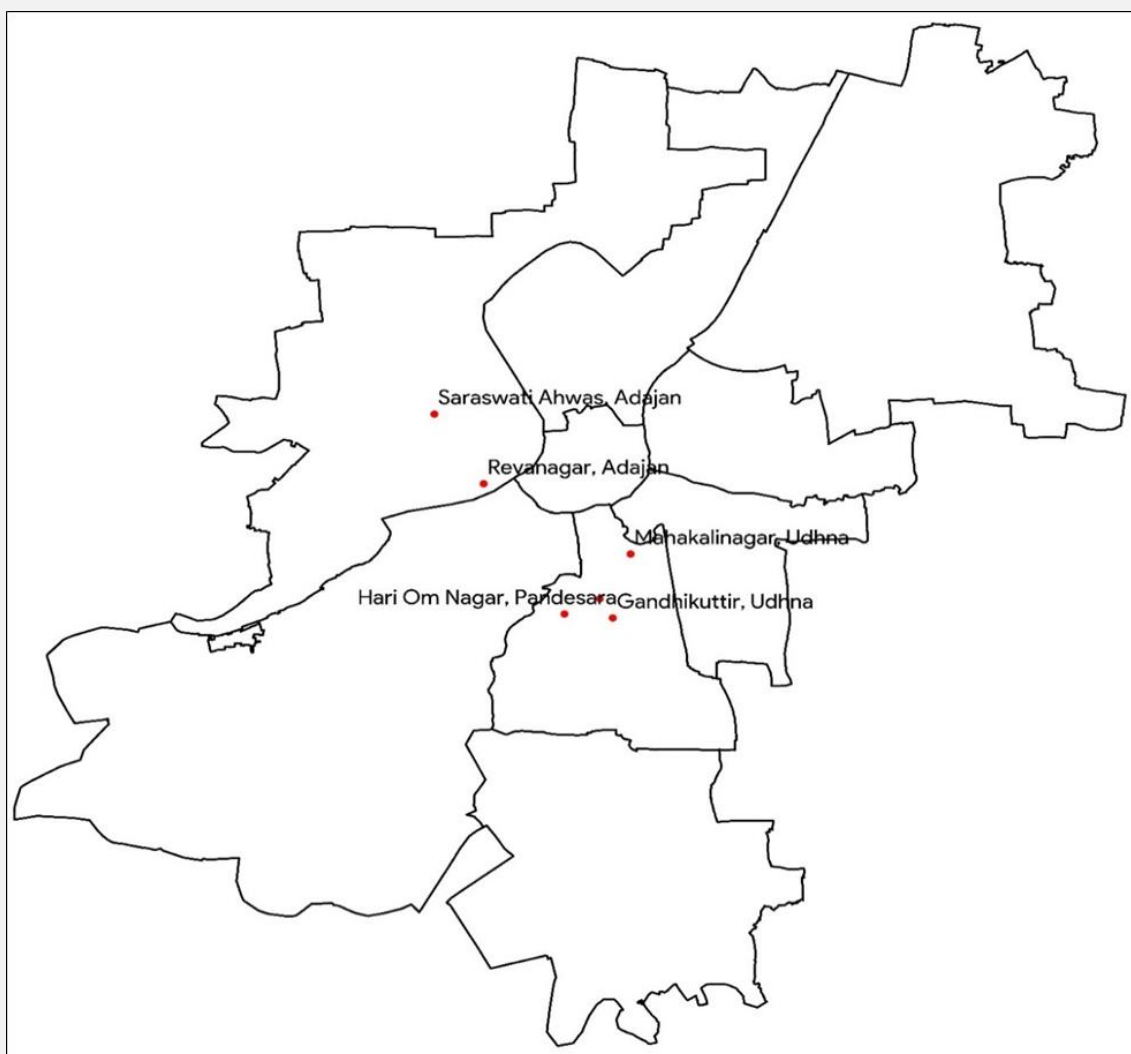 Saraswati Ahwas, Adajan
Revanagar, Adajan
Mahakalinagar, Udhna
Hari Om Nagar, Pandesara
Gandhikuttir, Udhna